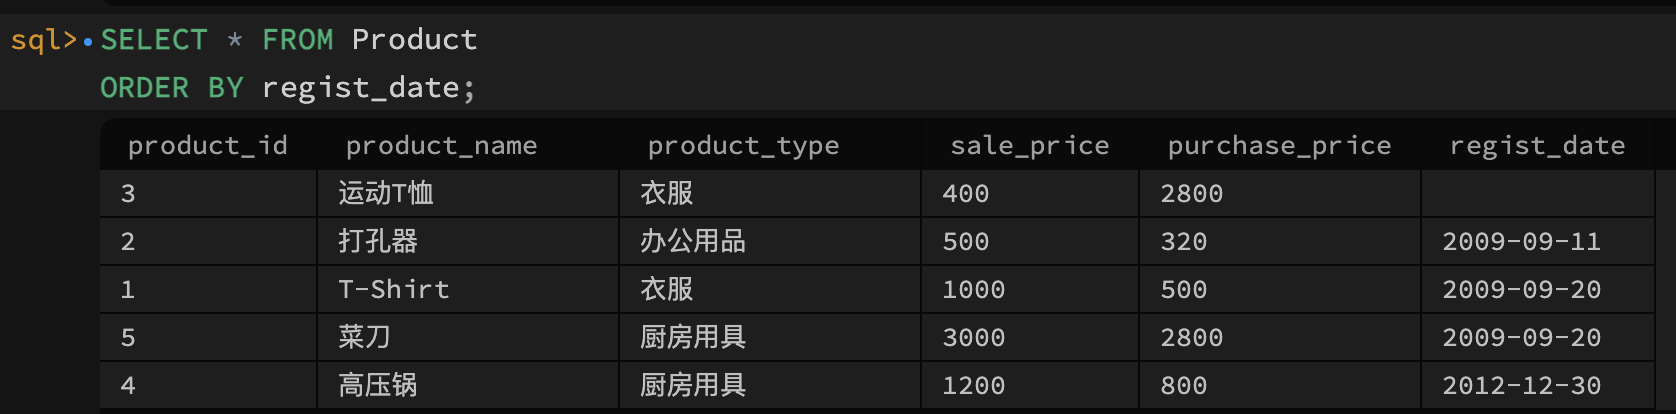 sql> SELECT * FROM Product
ORDER BY regist_date;
product_id product_name product_type sale_price purchase_price regist_date
3 运动T恤 衣服 400 2800
2 打孔器 办公用品 500 320 2009-09-11
1 T-Shirt 衣服 1000 500 2009-09-20
5 菜刀 厨房用具 3000 2800 2009-09-20
4 高压锅 厨房用具 1200 800 2012-12-30